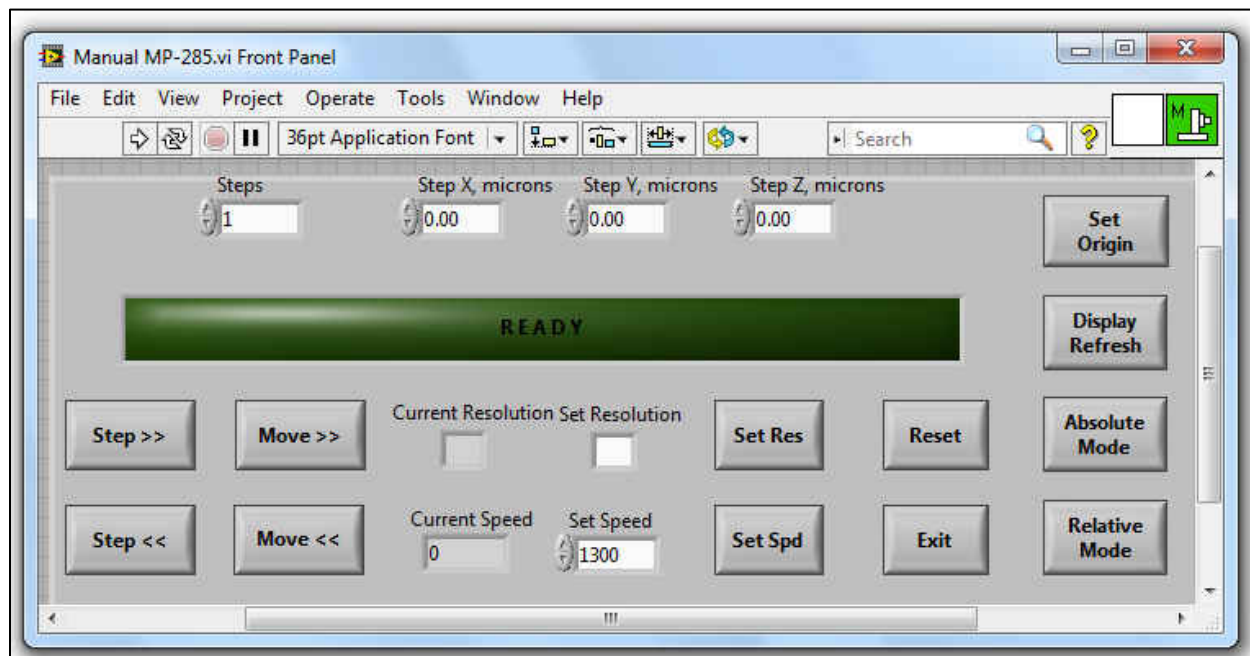 Manual MP-285.vi Front Panel
File Edit View Project Operate Tools Window Help
36pt Application Font Search ? M
Steps Step X, microns Step Y, microns Step Z, microns
1 0.00 0.00 0.00
Set
Origin
READY
Display
Refresh
Current Resolution Set Resolution
Step >> Move >> Set Res Reset
Absolute
Mode
Current Speed Set Speed
Step << Move << 0 1300 Set Spd Exit
Relative
Mode